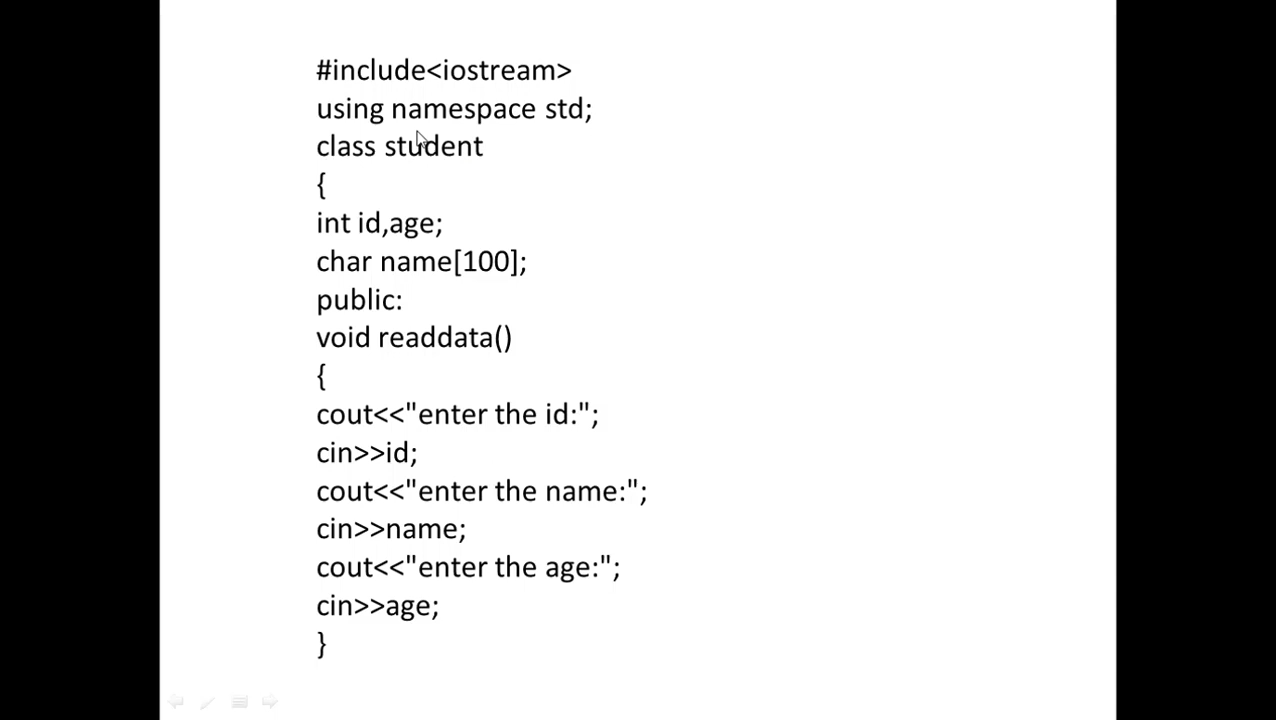 #include<iostream>
using namespace std;
class student
{
int id,age;
char name[100];
public:
void readdata()
{
cout<<"enter the id:";
cin>>id;
cout<<"enter the name:";
cin>>name;
cout<<"enter the age:";
cin>>age;
}